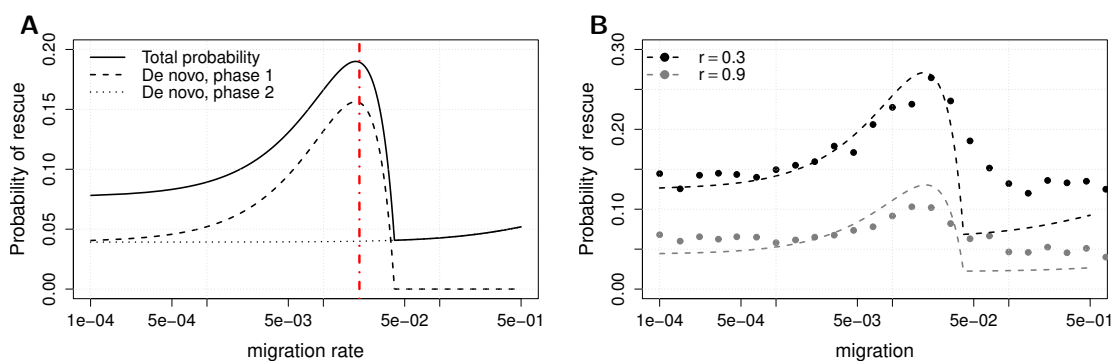 A
Probability of rescue
0.20
0.15
0.10
0.05
0.00
Total probability
De novo, phase 1
De novo, phase 2
1e−04
5e−04
5e−03
5e−02
5e−01
migration rate
B
Probability of rescue
0.30
0.20
0.10
0.00
r = 0.3
r = 0.9
1e−04
5e−04
5e−03
5e−02
5e−01
migration